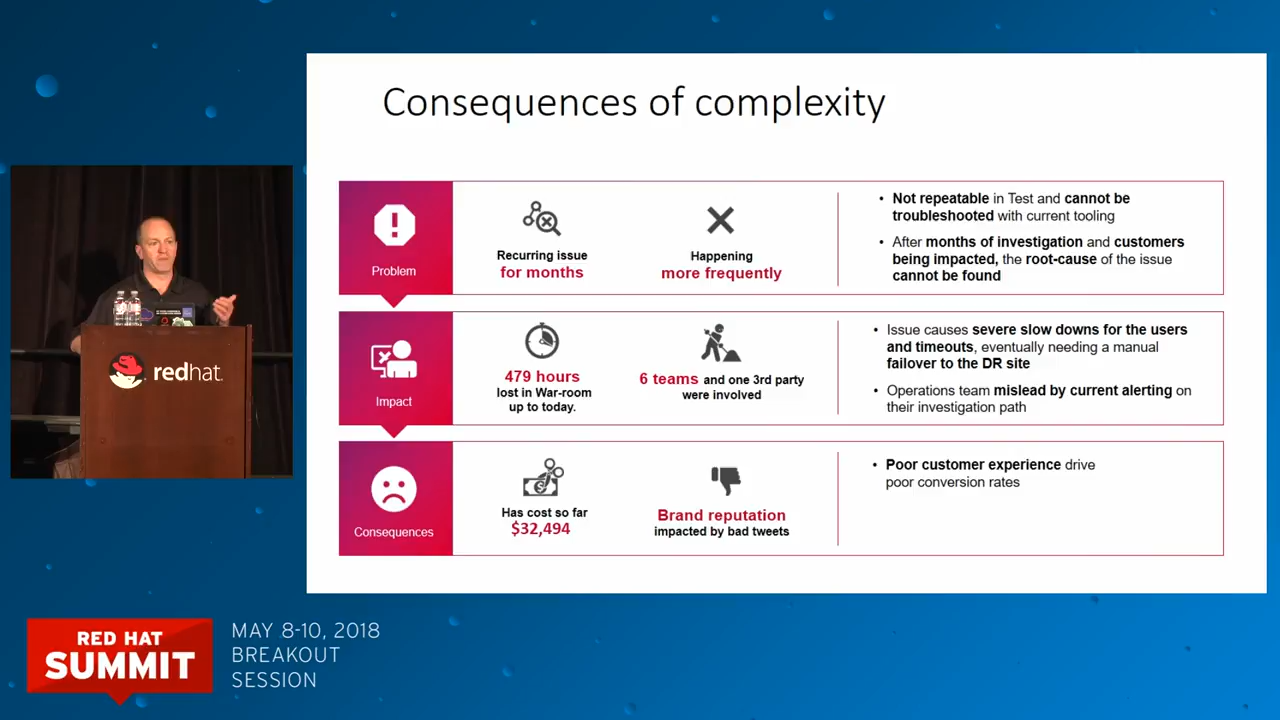 Consequences of complexity
Problem
Recurring issue
for months
Happening
more frequently
• Not repeatable in Test and cannot be
troubleshooted with current tooling
• After months of investigation and customers
being impacted, the root-cause of the issue
cannot be found
Impact
479 hours
lost in War-room
up to today.
6 teams and one 3rd party
were involved
• Issue causes severe slow downs for the users
and timeouts, eventually needing a manual
failover to the DR site
• Operations team mislead by current alerting on
their investigation path
Consequences
Has cost so far
$32,494
Brand reputation
impacted by bad tweets
• Poor customer experience drive
poor conversion rates
redhat.
RED HAT
SUMMIT
MAY 8-10, 2018
BREAKOUT
SESSION